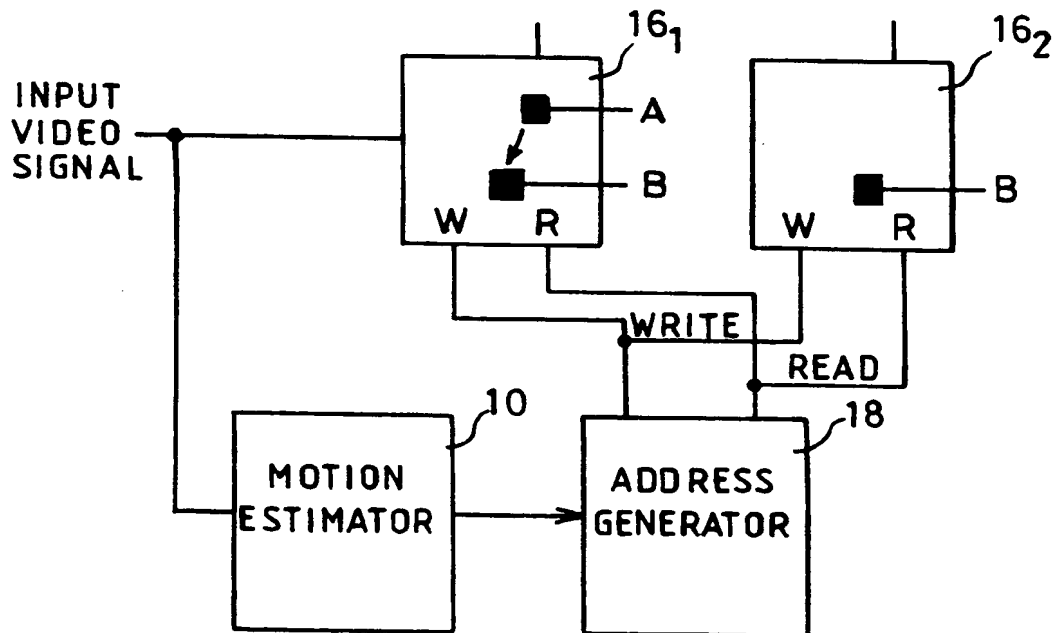 16₁
16₂
INPUT
VIDEO
SIGNAL
A
B
W R
B
W R
WRITE
READ
10
18
MOTION
ESTIMATOR
ADDRESS
GENERATOR